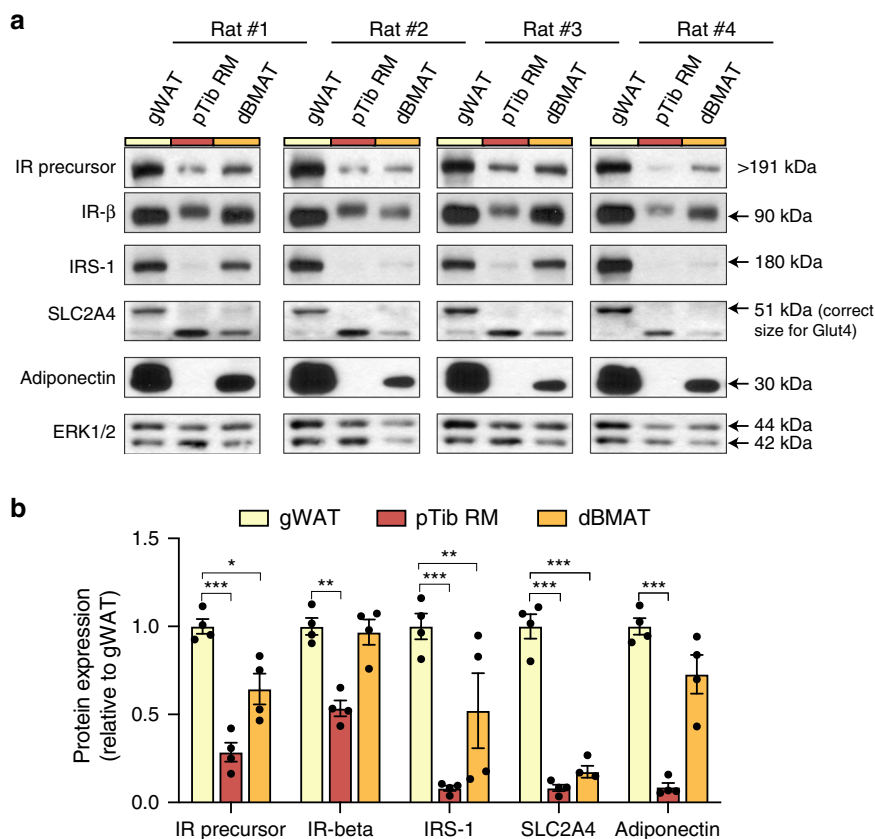 a
Rat #1 Rat #2 Rat #3 Rat #4
gWAT pTib RM dBMAT gWAT pTib RM dBMAT gWAT pTib RM dBMAT gWAT pTib RM dBMAT
IR precursor >191 kDa
IR-β ← 90 kDa
IRS-1 ← 180 kDa
SLC2A4 ← 51 kDa (correct
size for Glut4)
Adiponectin ← 30 kDa
ERK1/2 ← 44 kDa
← 42 kDa
b
gWAT pTib RM dBMAT
Protein expression
(relative to gWAT)
1.5
1.0
0.5
0.0
*** * ** *** ** *** *** ***
IR precursor IR-beta IRS-1 SLC2A4 Adiponectin